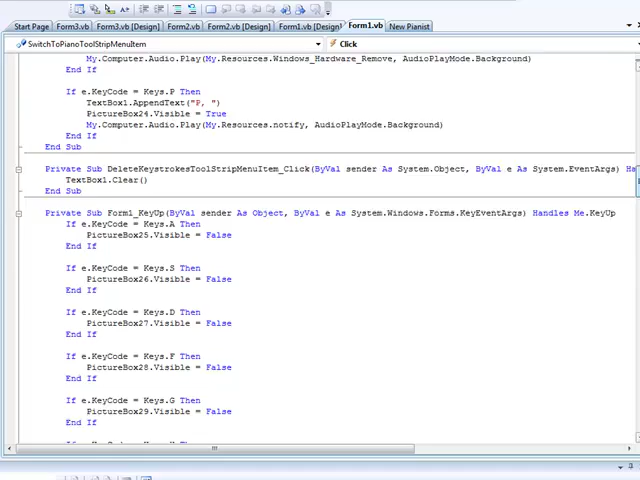 Start Page Form3.vb Form3.vb [Design] Form2.vb Form2.vb [Design] Form1.vb [Design] Form1.vb New Pianist
SwitchToPianoToolStripMenuItem Click
My.Computer.Audio.Play(My.Resources.Windows_Hardware_Remove, AudioPlayMode.Background)
End If
If e.KeyCode = Keys.P Then
TextBox1.AppendText("P, ")
PictureBox24.Visible = True
My.Computer.Audio.Play(My.Resources.notify, AudioPlayMode.Background)
End If
End Sub
Private Sub DeleteKeystrokesToolStripMenuItem_Click(ByVal sender As System.Object, ByVal e As System.EventArgs) Ha
TextBox1.Clear()
End Sub
Private Sub Form1_KeyUp(ByVal sender As Object, ByVal e As System.Windows.Forms.KeyEventArgs) Handles Me.KeyUp
If e.KeyCode = Keys.A Then
PictureBox25.Visible = False
End If
If e.KeyCode = Keys.S Then
PictureBox26.Visible = False
End If
If e.KeyCode = Keys.D Then
PictureBox27.Visible = False
End If
If e.KeyCode = Keys.F Then
PictureBox28.Visible = False
End If
If e.KeyCode = Keys.G Then
PictureBox29.Visible = False
End If